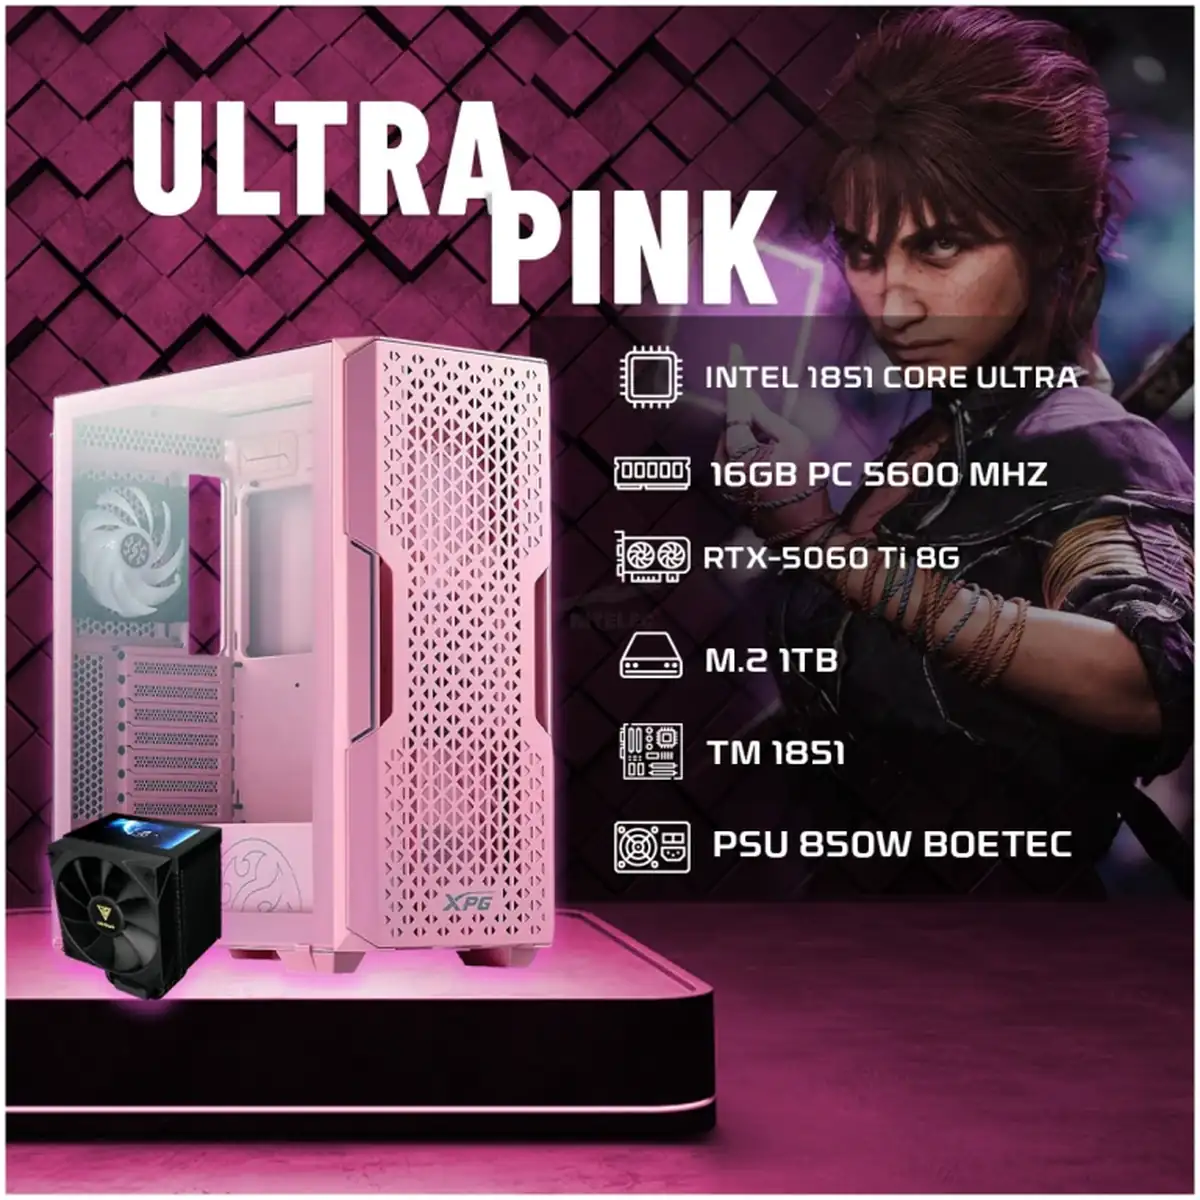 ULTRA
PINK
INTEL 1851 CORE ULTRA
16GB PC 5600 MHZ
RTX-5060 Ti 8G
M.2 1TB
TM 1851
PSU 850W BOETEC
XPG